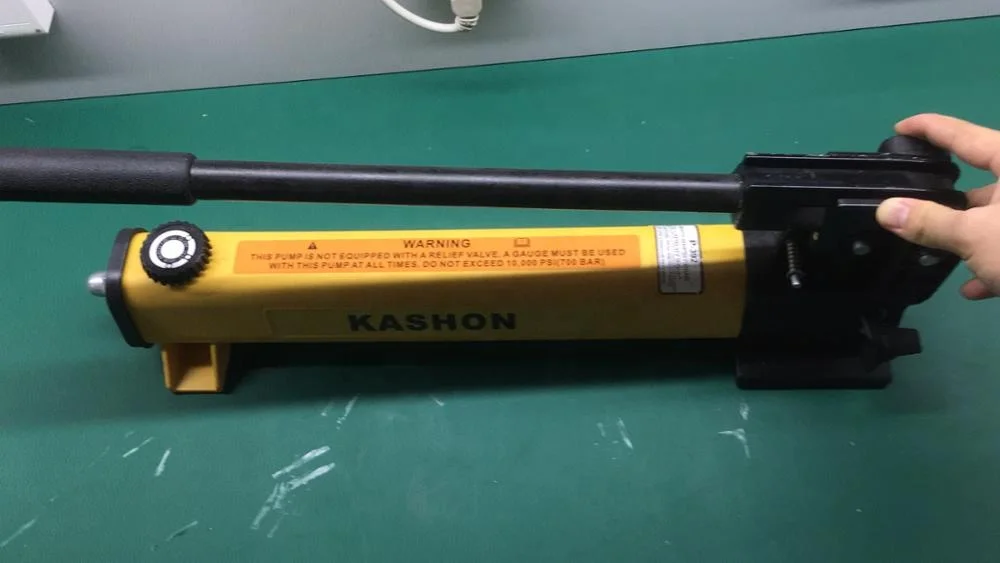 WARNING
THIS PUMP IS NOT EQUIPPED WITH A RELIEF VALVE, A GAUGE MUST BE USED
WITH THIS PUMP AT ALL TIMES. DO NOT EXCEED 10,000 PSI(700 BAR)
P-392
KASHON